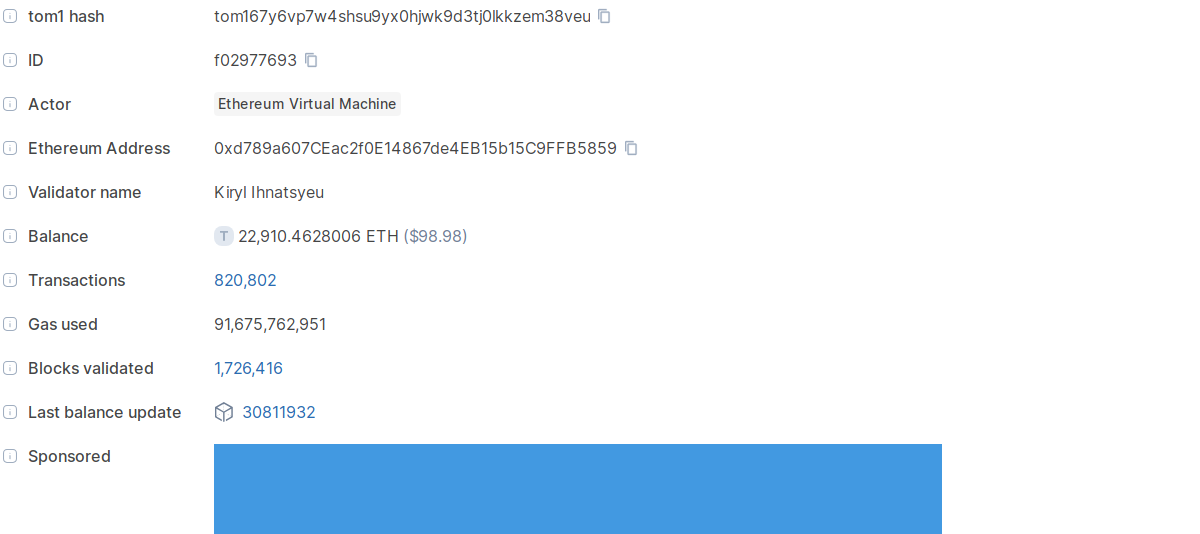 tom1 hash tom167y6vp7w4shsu9yx0hjwk9d3tj0lkkzem38veu
ID f02977693
Actor Ethereum Virtual Machine
Ethereum Address 0xd789a607CEac2f0E14867de4EB15b15C9FFB5859
Validator name Kiryl Ihnatsyeu
Balance T 22,910.4628006 ETH ($98.98)
Transactions 820,802
Gas used 91,675,762,951
Blocks validated 1,726,416
Last balance update 30811932
Sponsored